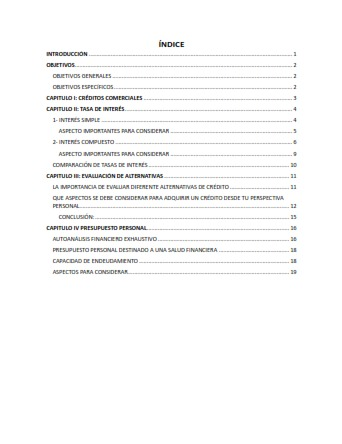 ÍNDICE
INTRODUCCIÓN ... 1
OBJETIVOS ... 2
OBJETIVOS GENERALES ... 2
OBJETIVOS ESPECÍFICOS ... 2
CAPITULO I: CRÉDITOS COMERCIALES ... 3
CAPITULO II: TASA DE INTERÉS ... 4
1- INTERÉS SIMPLE ... 4
ASPECTO IMPORTANTES PARA CONSIDERAR ... 5
2- INTERÉS COMPUESTO ... 6
ASPECTO IMPORTANTES PARA CONSIDERAR ... 9
COMPARACIÓN DE TASAS DE INTERÉS ... 10
CAPITULO III: EVALUACIÓN DE ALTERNATIVAS ... 11
LA IMPORTANCIA DE EVALUAR DIFERENTE ALTERNATIVAS DE CRÉDITO ... 11
QUE ASPECTOS SE DEBE CONSIDERAR PARA ADQUIRIR UN CRÉDITO DESDE TU PERSPECTIVA
PERSONAL ... 12
CONCLUSIÓN: ... 15
CAPITULO IV PRESUPUESTO PERSONAL ... 16
AUTOANÁLISIS FINANCIERO EXHAUSTIVO ... 16
PRESUPUESTO PERSONAL DESTINADO A UNA SALUD FINANCIERA ... 18
CAPACIDAD DE ENDEUDAMIENTO ... 18
ASPECTOS PARA CONSIDERAR ... 19